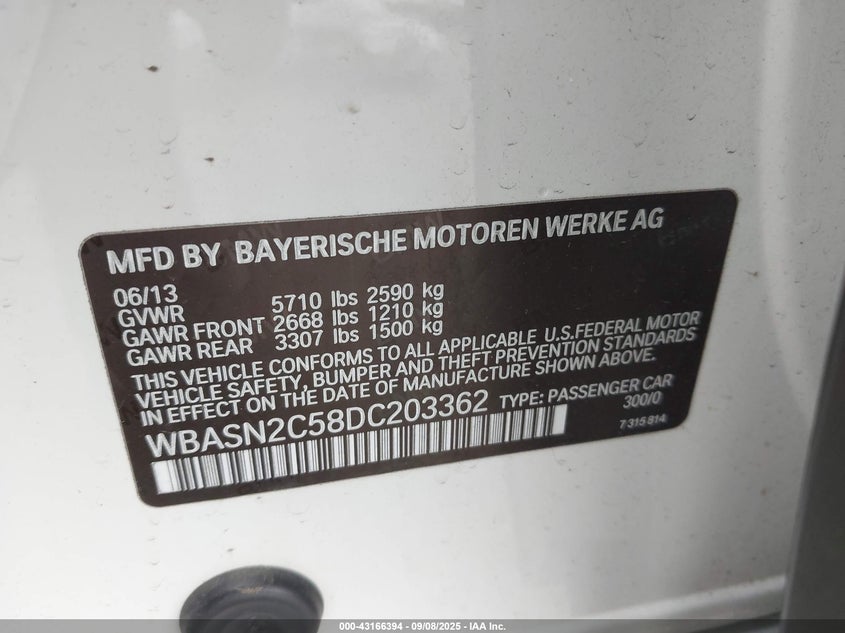 MFD BY BAYERISCHE MOTOREN WERKE AG
06/13
GVWR 5710 lbs 2590 kg
GAWR FRONT 2668 lbs 1210 kg
GAWR REAR 3307 lbs 1500 kg
THIS VEHICLE CONFORMS TO ALL APPLICABLE U.S.FEDERAL MOTOR
VEHICLE SAFETY, BUMPER AND THEFT PREVENTION STANDARDS
IN EFFECT ON THE DATE OF MANUFACTURE SHOWN ABOVE.
WBASN2C58DC203362 TYPE: PASSENGER CAR
300/0
7 315 814
000-43166394 - 09/08/2025 - IAA Inc.